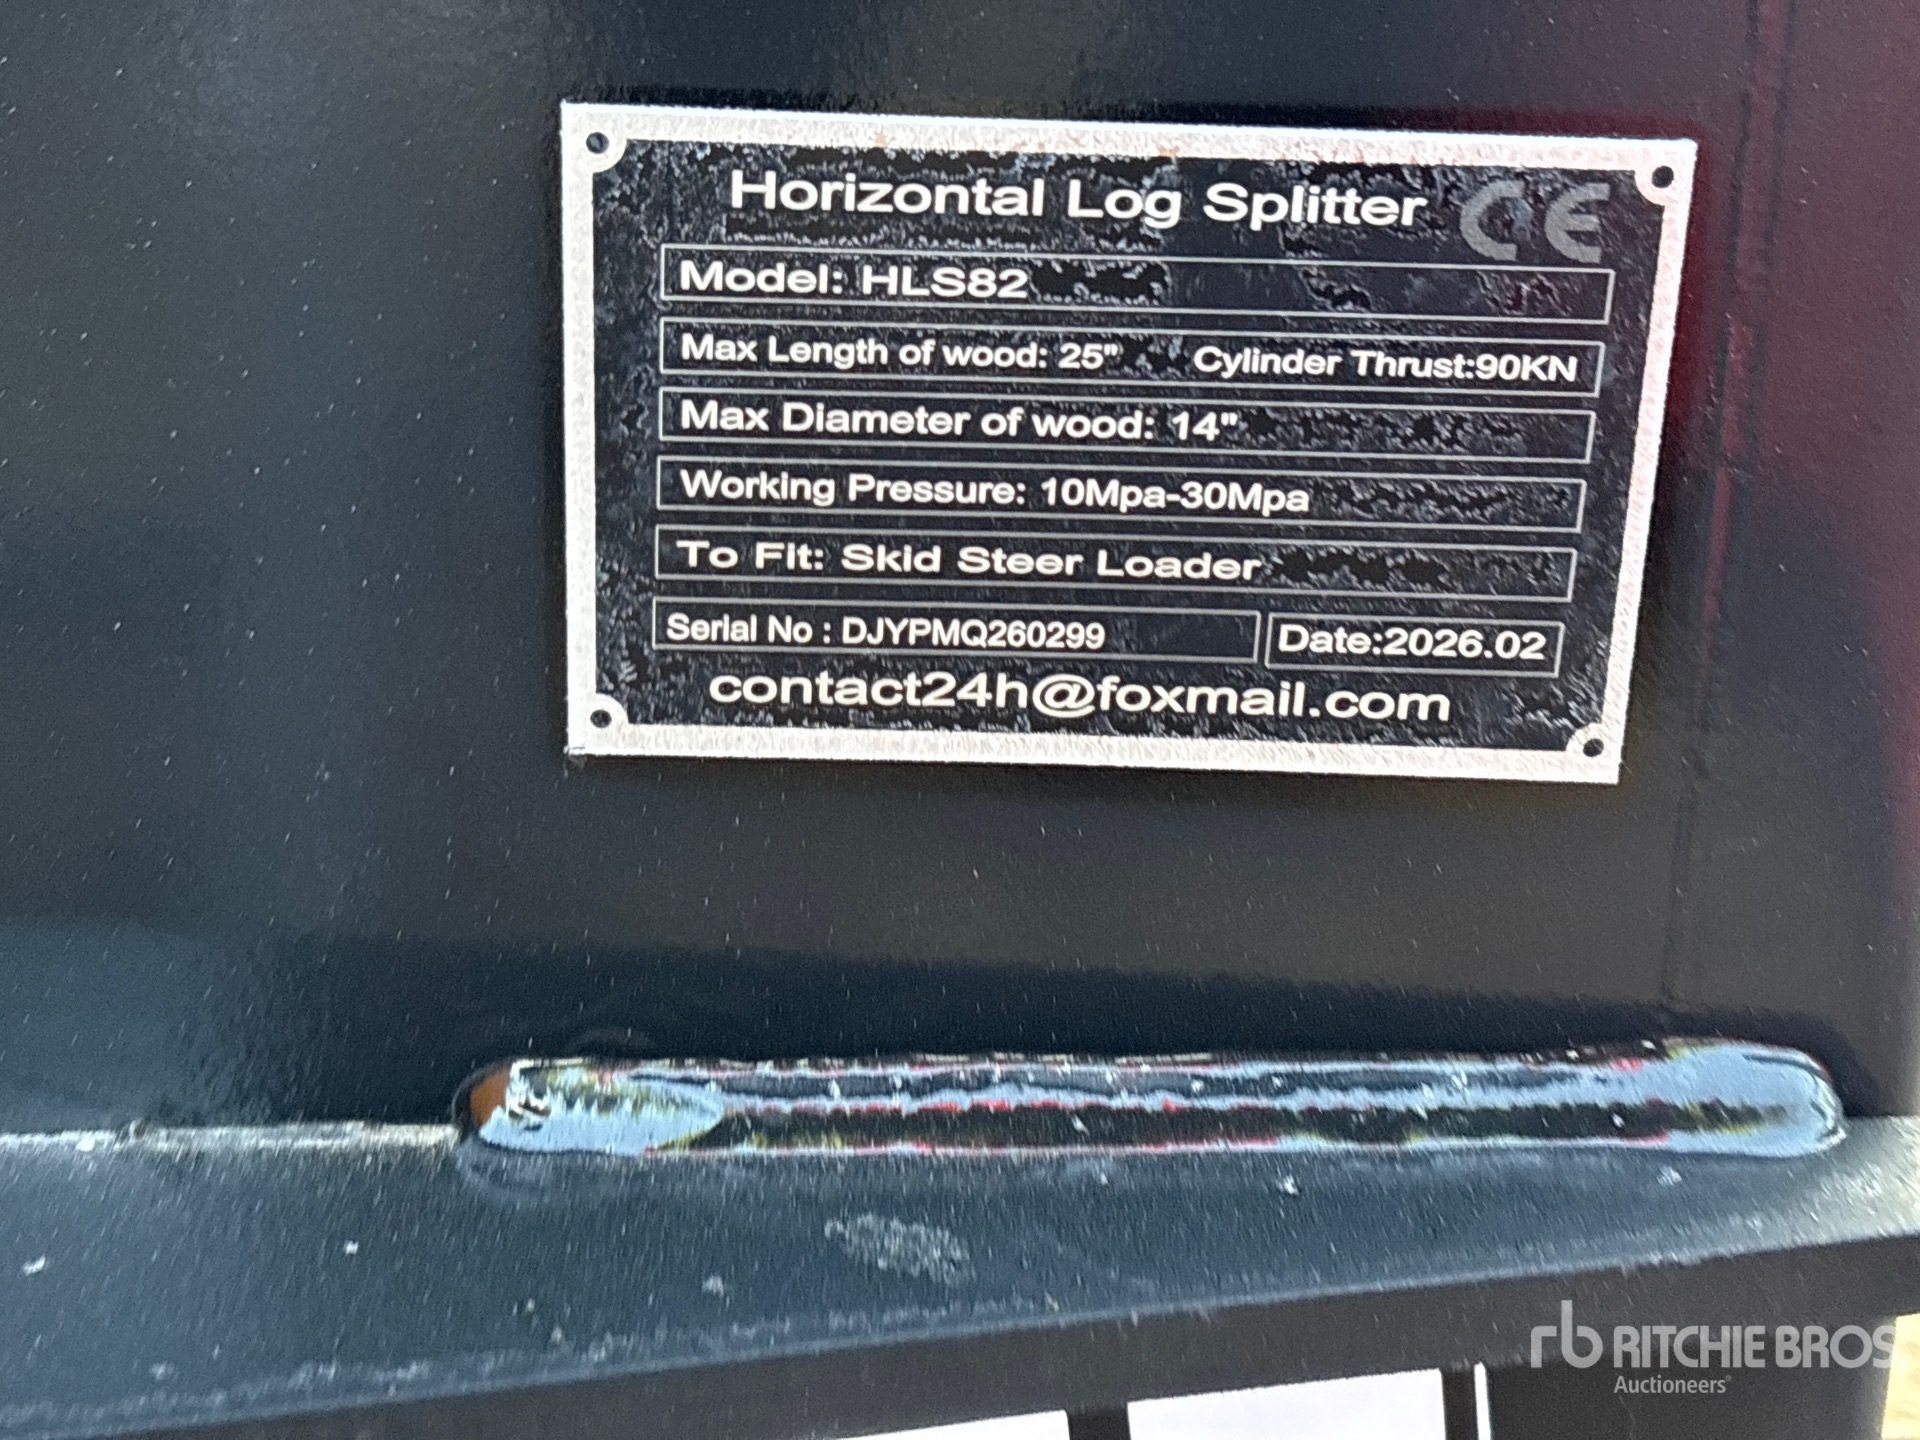 Horizontal Log Splitter CE
Model: HLS82
Max Length of wood: 25" Cylinder Thrust:90KN
Max Diameter of wood: 14"
Working Pressure: 10Mpa-30Mpa
To Fit: Skid Steer Loader
Serial No : DJYPMQ260299 Date:2026.02
contact24h@foxmail.com
rb RITCHIE BROS
Auctioneers